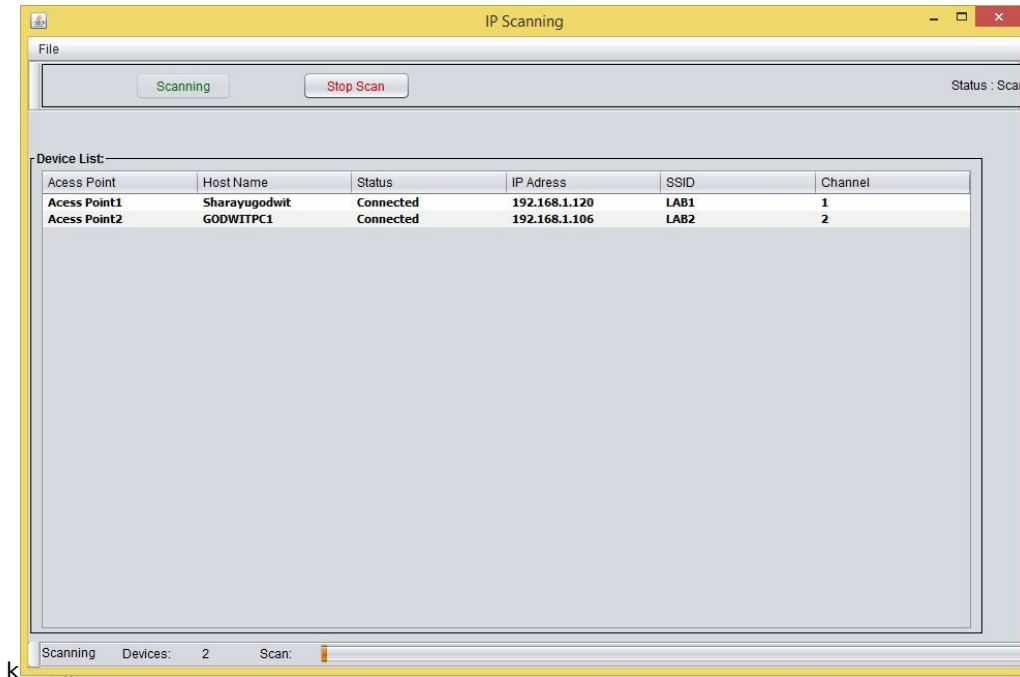 IP Scanning
File
Scanning Stop Scan Status : Sca
Device List:
Acess Point Host Name Status IP Adress SSID Channel
Acess Point1 Sharayugodwit Connected 192.168.1.120 LAB1 1
Acess Point2 GODWITPC1 Connected 192.168.1.106 LAB2 2
Scanning Devices: 2 Scan:
k